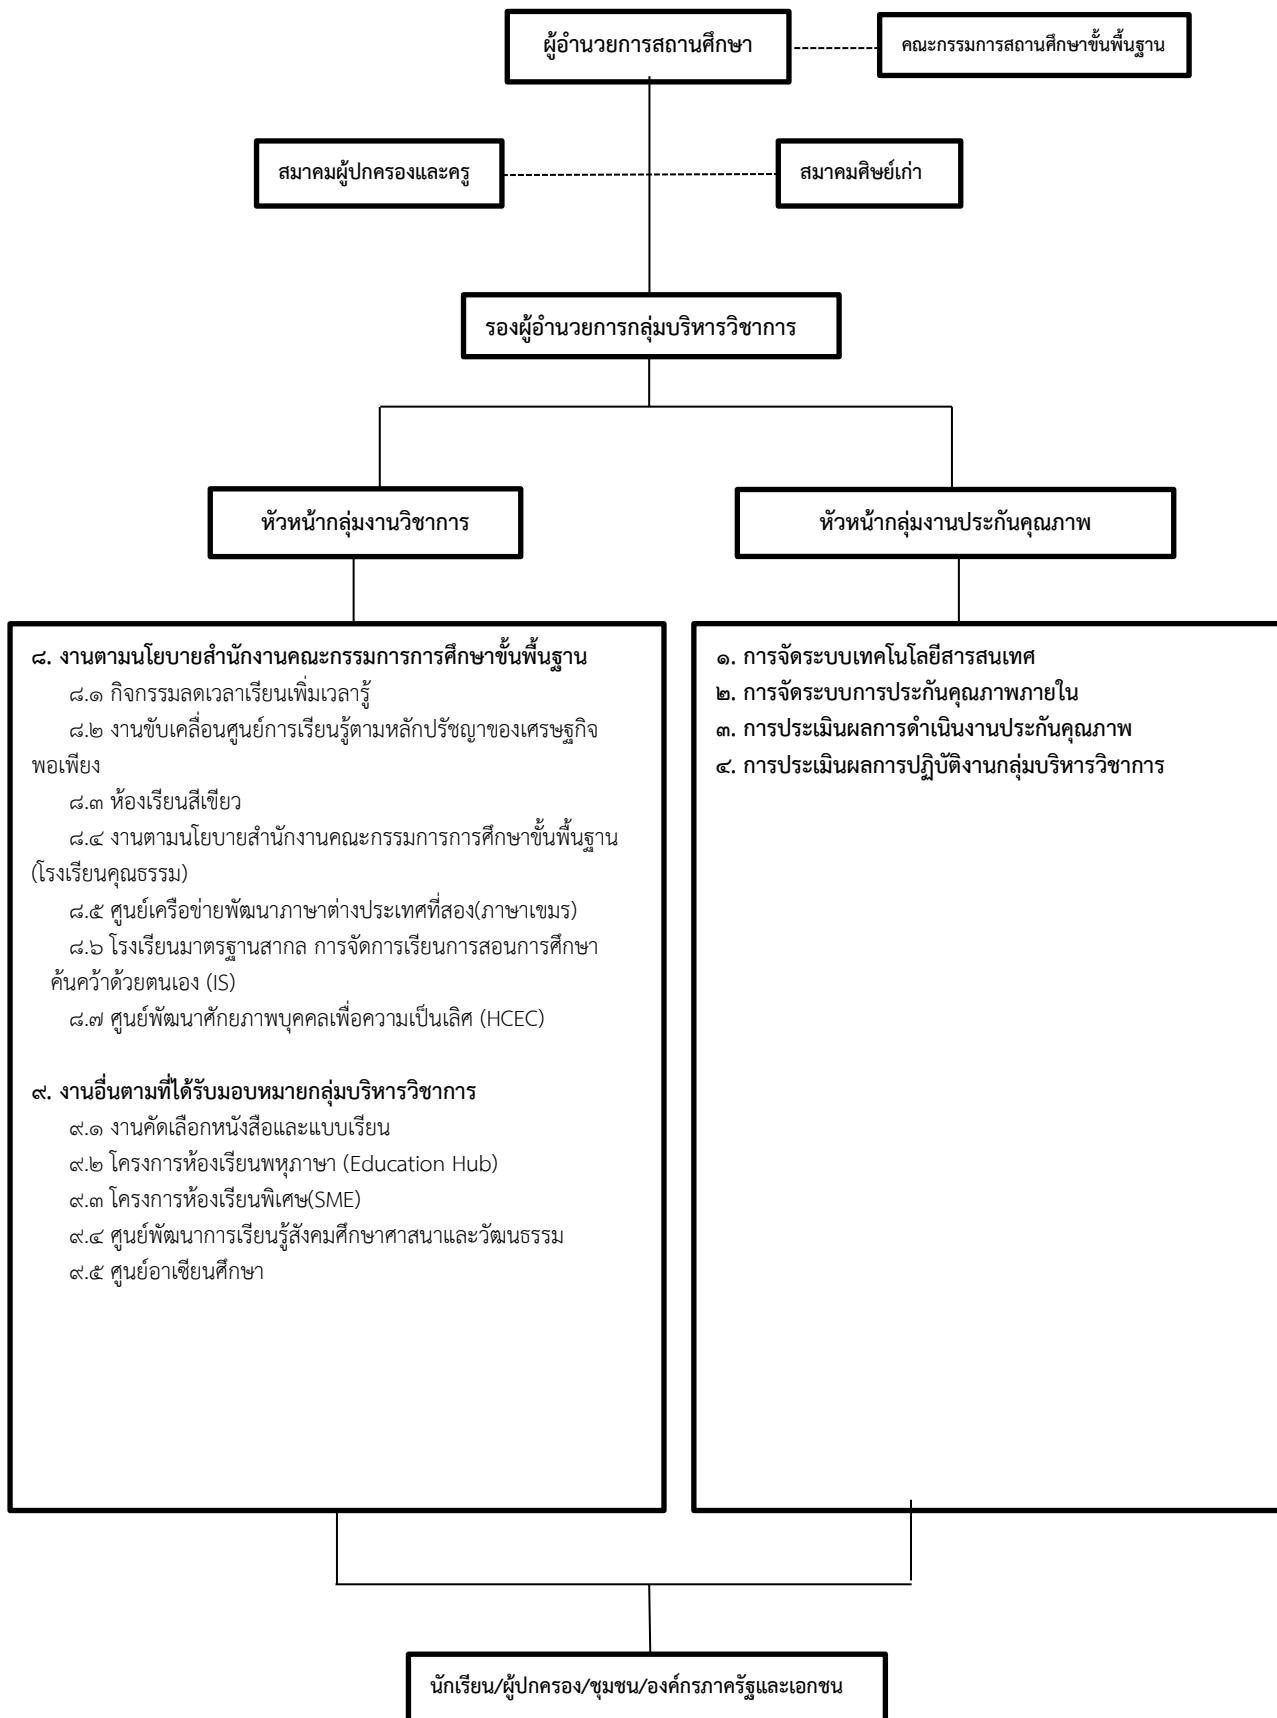 ผู้อำนวยการสถานศึกษา
คณะกรรมการสถานศึกษาขั้นพื้นฐาน
สมาคมผู้ปกครองและครู
สมาคมศิษย์เก่า
รองผู้อำนวยการกลุ่มบริหารวิชาการ
หัวหน้ากลุ่มงานวิชาการ
หัวหน้ากลุ่มงานประกันคุณภาพ
๘. งานตามนโยบายสำนักงานคณะกรรมการการศึกษาขั้นพื้นฐาน
๘.๑ กิจกรรมลดเวลาเรียนเพิ่มเวลารู้
๘.๒ งานขับเคลื่อนศูนย์การเรียนรู้ตามหลักปรัชญาของเศรษฐกิจ
พอเพียง
๘.๓ ห้องเรียนสีเขียว
๘.๔ งานตามนโยบายสำนักงานคณะกรรมการการศึกษาขั้นพื้นฐาน
(โรงเรียนคุณธรรม)
๘.๕ ศูนย์เครือข่ายพัฒนาภาษาต่างประเทศที่สอง(ภาษาเขมร)
๘.๖ โรงเรียนมาตรฐานสากล การจัดการเรียนการสอนการศึกษา
ค้นคว้าด้วยตนเอง (IS)
๘.๗ ศูนย์พัฒนาศักยภาพบุคคลเพื่อความเป็นเลิศ (HCEC)
๙. งานอื่นตามที่ได้รับมอบหมายกลุ่มบริหารวิชาการ
๙.๑ งานคัดเลือกหนังสือและแบบเรียน
๙.๒ โครงการห้องเรียนพหุภาษา (Education Hub)
๙.๓ โครงการห้องเรียนพิเศษ(SME)
๙.๔ ศูนย์พัฒนาการเรียนรู้สังคมศึกษาศาสนาและวัฒนธรรม
๙.๕ ศูนย์อาเซียนศึกษา
๑. การจัดระบบเทคโนโลยีสารสนเทศ
๒. การจัดระบบการประกันคุณภาพภายใน
๓. การประเมินผลการดำเนินงานประกันคุณภาพ
๔. การประเมินผลการปฏิบัติงานกลุ่มบริหารวิชาการ
นักเรียน/ผู้ปกครอง/ชุมชน/องค์กรภาครัฐและเอกชน